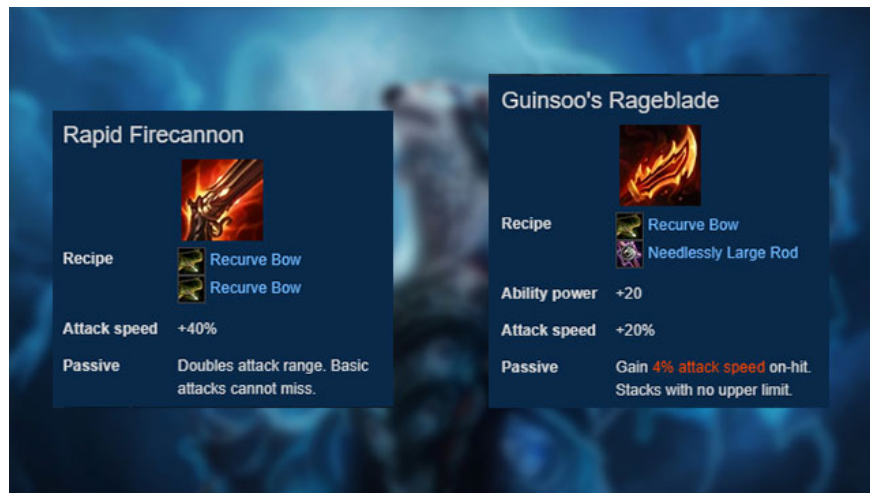 Rapid Firecannon
Recipe
Recurve Bow
Recurve Bow
Attack speed +40%
Passive Doubles attack range. Basic
attacks cannot miss.
Guinsoo's Rageblade
Recipe Recurve Bow
Needlessly Large Rod
Ability power +20
Attack speed +20%
Passive Gain 4% attack speed on-hit.
Stacks with no upper limit.